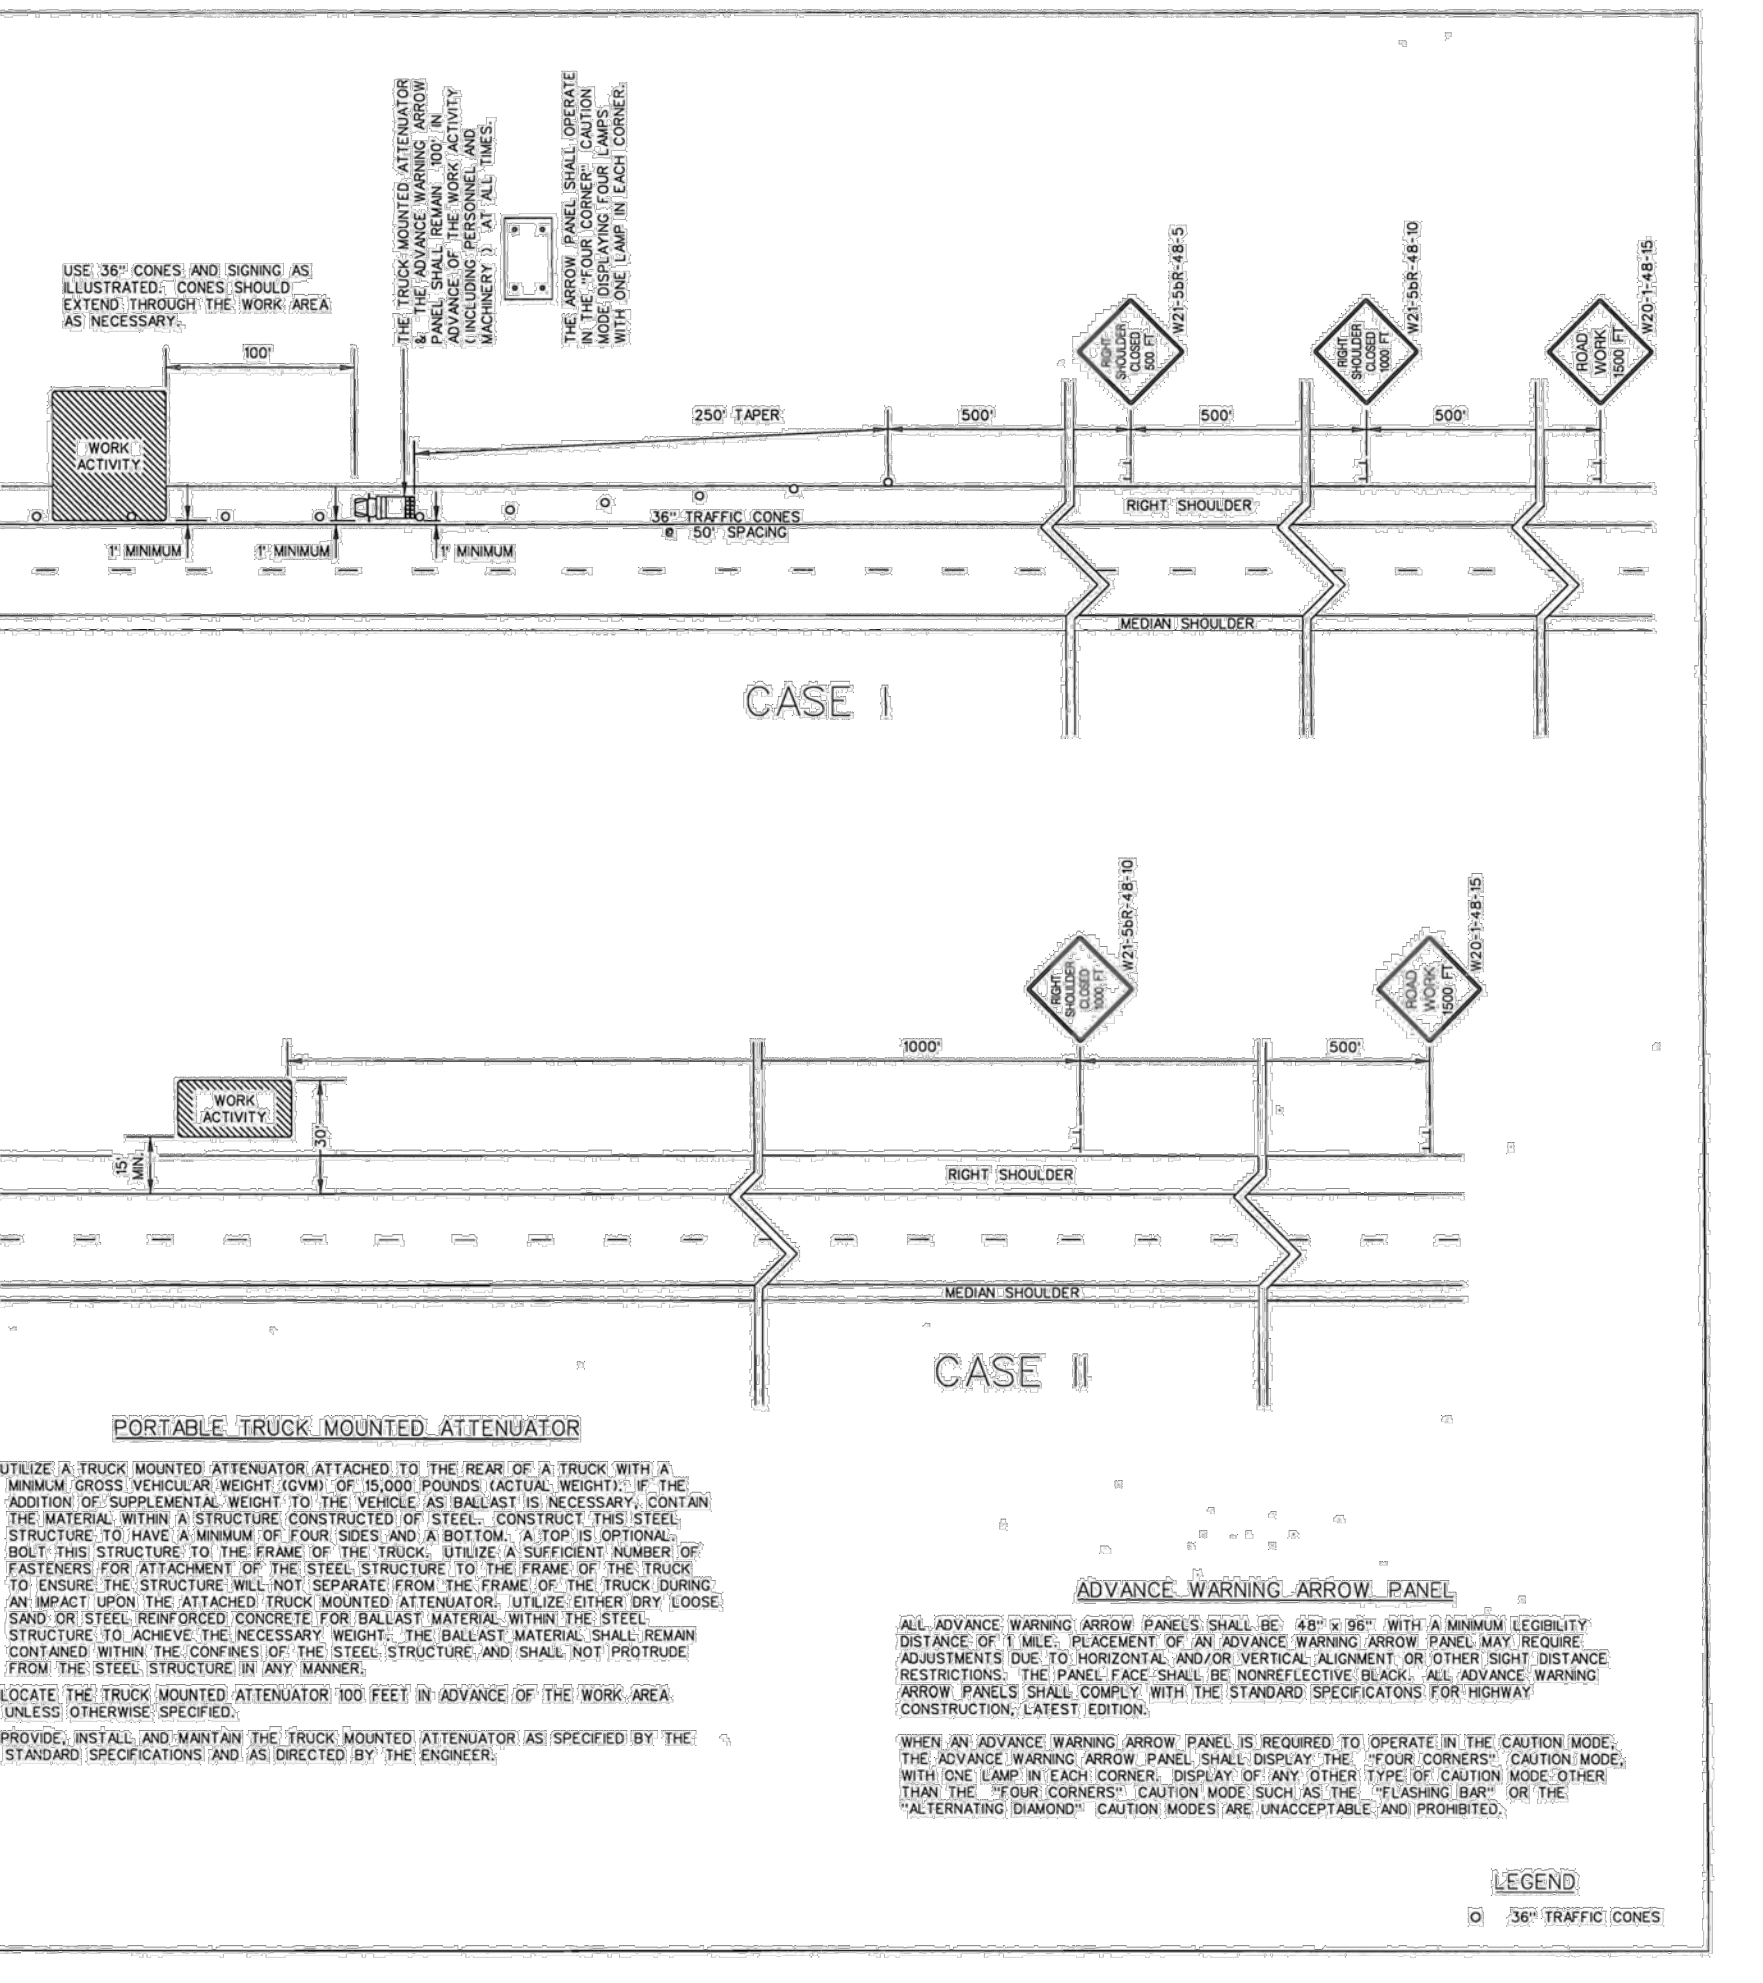 USE 36" CONES AND SIGNING AS
ILLUSTRATED. CONES SHOULD
EXTEND THROUGH THE WORK AREA
AS NECESSARY.
THE TRUCK MOUNTED ATTENUATOR
& THE ADVANCE WARNING ARROW
PANEL SHALL REMAIN 100' IN
ADVANCE OF THE WORK ACTIVITY
(INCLUDING PERSONNEL AND
MACHINERY) AT ALL TIMES.
THE ARROW PANEL SHALL OPERATE
IN THE "FOUR CORNER" CAUTION
MODE DISPLAYING FOUR LAMPS
WITH ONE LAMP IN EACH CORNER.
RIGHT
SHOULDER
CLOSED
500 FT
W21-5bR-48-5
RIGHT
SHOULDER
CLOSED
1000 FT
W21-5bR-48-10
ROAD
WORK
1500 FT
W20-1-48-15
100'
250' TAPER
500'
500'
500'
WORK
ACTIVITY
RIGHT SHOULDER
36" TRAFFIC CONES
@ 50' SPACING
1' MINIMUM
1' MINIMUM
1' MINIMUM
MEDIAN SHOULDER
CASE I
RIGHT
SHOULDER
CLOSED
1000 FT
W21-5bR-48-10
ROAD
WORK
1500 FT
W20-1-48-15
1000'
500'
WORK
ACTIVITY
30'
15'
MIN.
RIGHT SHOULDER
MEDIAN SHOULDER
CASE II
PORTABLE TRUCK MOUNTED ATTENUATOR
UTILIZE A TRUCK MOUNTED ATTENUATOR ATTACHED TO THE REAR OF A TRUCK WITH A
MINIMUM GROSS VEHICULAR WEIGHT (GVM) OF 15,000 POUNDS (ACTUAL WEIGHT). IF THE
ADDITION OF SUPPLEMENTAL WEIGHT TO THE VEHICLE AS BALLAST IS NECESSARY, CONTAIN
THE MATERIAL WITHIN A STRUCTURE CONSTRUCTED OF STEEL. CONSTRUCT THIS STEEL
STRUCTURE TO HAVE A MINIMUM OF FOUR SIDES AND A BOTTOM. A TOP IS OPTIONAL.
BOLT THIS STRUCTURE TO THE FRAME OF THE TRUCK. UTILIZE A SUFFICIENT NUMBER OF
FASTENERS FOR ATTACHMENT OF THE STEEL STRUCTURE TO THE FRAME OF THE TRUCK
TO ENSURE THE STRUCTURE WILL NOT SEPARATE FROM THE FRAME OF THE TRUCK DURING
AN IMPACT UPON THE ATTACHED TRUCK MOUNTED ATTENUATOR. UTILIZE EITHER DRY LOOSE
SAND OR STEEL REINFORCED CONCRETE FOR BALLAST MATERIAL WITHIN THE STEEL
STRUCTURE TO ACHIEVE THE NECESSARY WEIGHT. THE BALLAST MATERIAL SHALL REMAIN
CONTAINED WITHIN THE CONFINES OF THE STEEL STRUCTURE AND SHALL NOT PROTRUDE
FROM THE STEEL STRUCTURE IN ANY MANNER.
LOCATE THE TRUCK MOUNTED ATTENUATOR 100 FEET IN ADVANCE OF THE WORK AREA
UNLESS OTHERWISE SPECIFIED.
PROVIDE, INSTALL AND MAINTAIN THE TRUCK MOUNTED ATTENUATOR AS SPECIFIED BY THE
STANDARD SPECIFICATIONS AND AS DIRECTED BY THE ENGINEER.
ADVANCE WARNING ARROW PANEL
ALL ADVANCE WARNING ARROW PANELS SHALL BE 48" x 96" WITH A MINIMUM LEGIBILITY
DISTANCE OF 1 MILE. PLACEMENT OF AN ADVANCE WARNING ARROW PANEL MAY REQUIRE
ADJUSTMENTS DUE TO HORIZONTAL AND/OR VERTICAL ALIGNMENT OR OTHER SIGHT DISTANCE
RESTRICTIONS. THE PANEL FACE SHALL BE NONREFLECTIVE BLACK. ALL ADVANCE WARNING
ARROW PANELS SHALL COMPLY WITH THE STANDARD SPECIFICATONS FOR HIGHWAY
CONSTRUCTION, LATEST EDITION.
WHEN AN ADVANCE WARNING ARROW PANEL IS REQUIRED TO OPERATE IN THE CAUTION MODE,
THE ADVANCE WARNING ARROW PANEL SHALL DISPLAY THE "FOUR CORNERS" CAUTION MODE,
WITH ONE LAMP IN EACH CORNER. DISPLAY OF ANY OTHER TYPE OF CAUTION MODE OTHER
THAN THE "FOUR CORNERS" CAUTION MODE SUCH AS THE "FLASHING BAR" OR THE
"ALTERNATING DIAMOND" CAUTION MODES ARE UNACCEPTABLE AND PROHIBITED.
LEGEND
36" TRAFFIC CONES